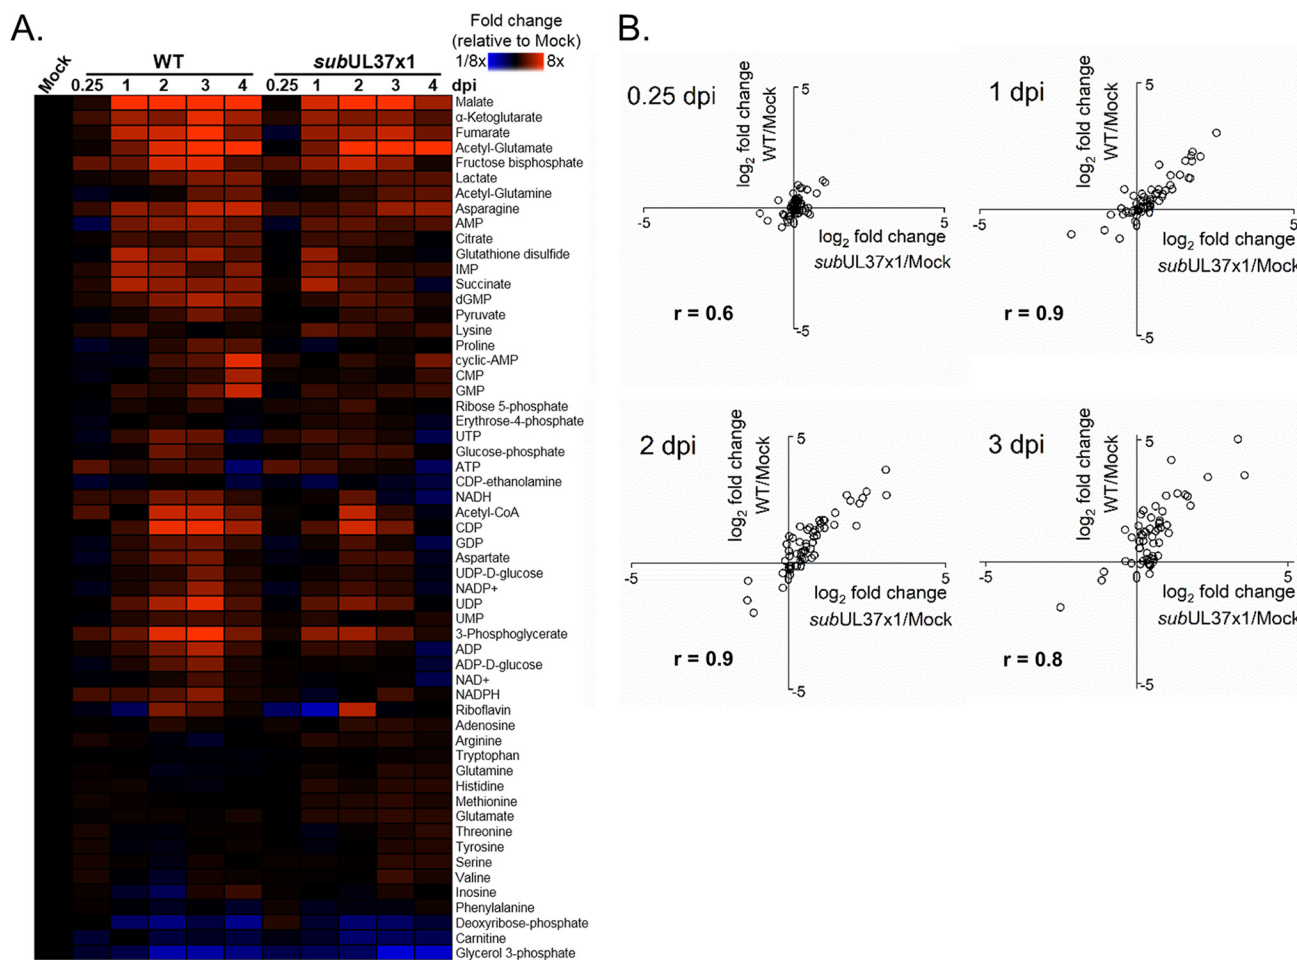 A.
Fold change
(relative to Mock)
1/8x 8x
Mock WT subUL37x1
0.25 1 2 3 4 0.25 1 2 3 4 dpi
Malate
α-Ketoglutarate
Fumarate
Acetyl-Glutamate
Fructose bisphosphate
Lactate
Acetyl-Glutamine
Asparagine
AMP
Citrate
Glutathione disulfide
IMP
Succinate
dGMP
Pyruvate
Lysine
Proline
cyclic-AMP
CMP
GMP
Ribose 5-phosphate
Erythrose-4-phosphate
UTP
Glucose-phosphate
ATP
CDP-ethanolamine
NADH
Acetyl-CoA
CDP
GDP
Aspartate
UDP-D-glucose
NADP+
UDP
UMP
3-Phosphoglycerate
ADP
ADP-D-glucose
NAD+
NADPH
Riboflavin
Adenosine
Arginine
Tryptophan
Glutamine
Histidine
Methionine
Glutamate
Threonine
Tyrosine
Serine
Valine
Inosine
Phenylalanine
Deoxyribose-phosphate
Carnitine
Glycerol 3-phosphate
B.
0.25 dpi
log2 fold change
WT/Mock
5
-5
5
-5
log2 fold change
subUL37x1/Mock
r = 0.6
1 dpi
log2 fold change
WT/Mock
5
-5
5
-5
log2 fold change
subUL37x1/Mock
r = 0.9
2 dpi
log2 fold change
WT/Mock
5
-5
5
-5
log2 fold change
subUL37x1/Mock
r = 0.9
3 dpi
log2 fold change
WT/Mock
5
-5
5
-5
log2 fold change
subUL37x1/Mock
r = 0.8